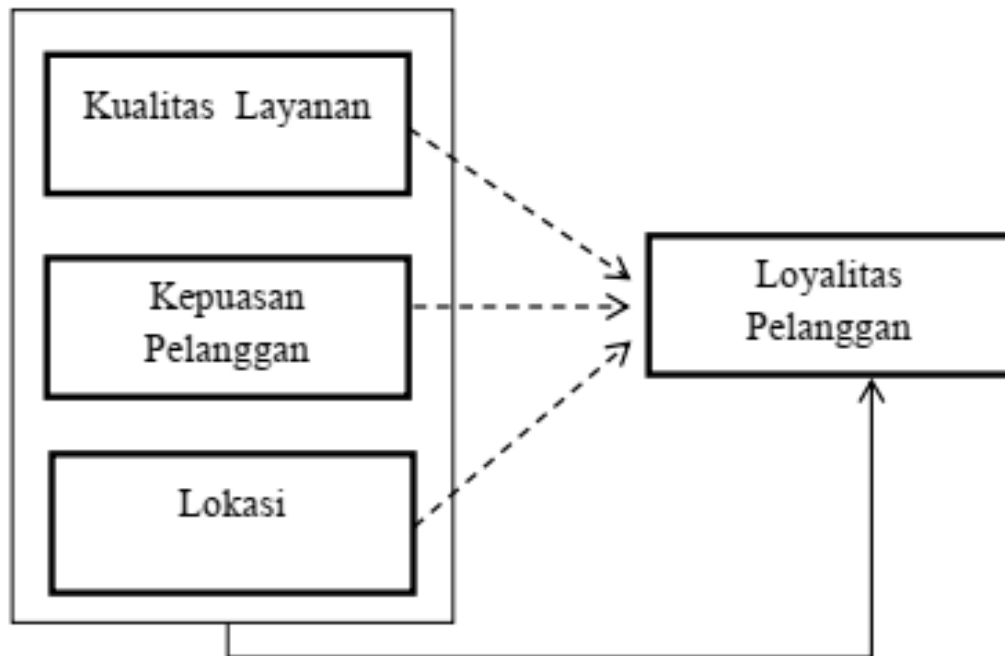 Kualitas Layanan
Kepuasan
Pelanggan
Lokasi
Loyalitas
Pelanggan